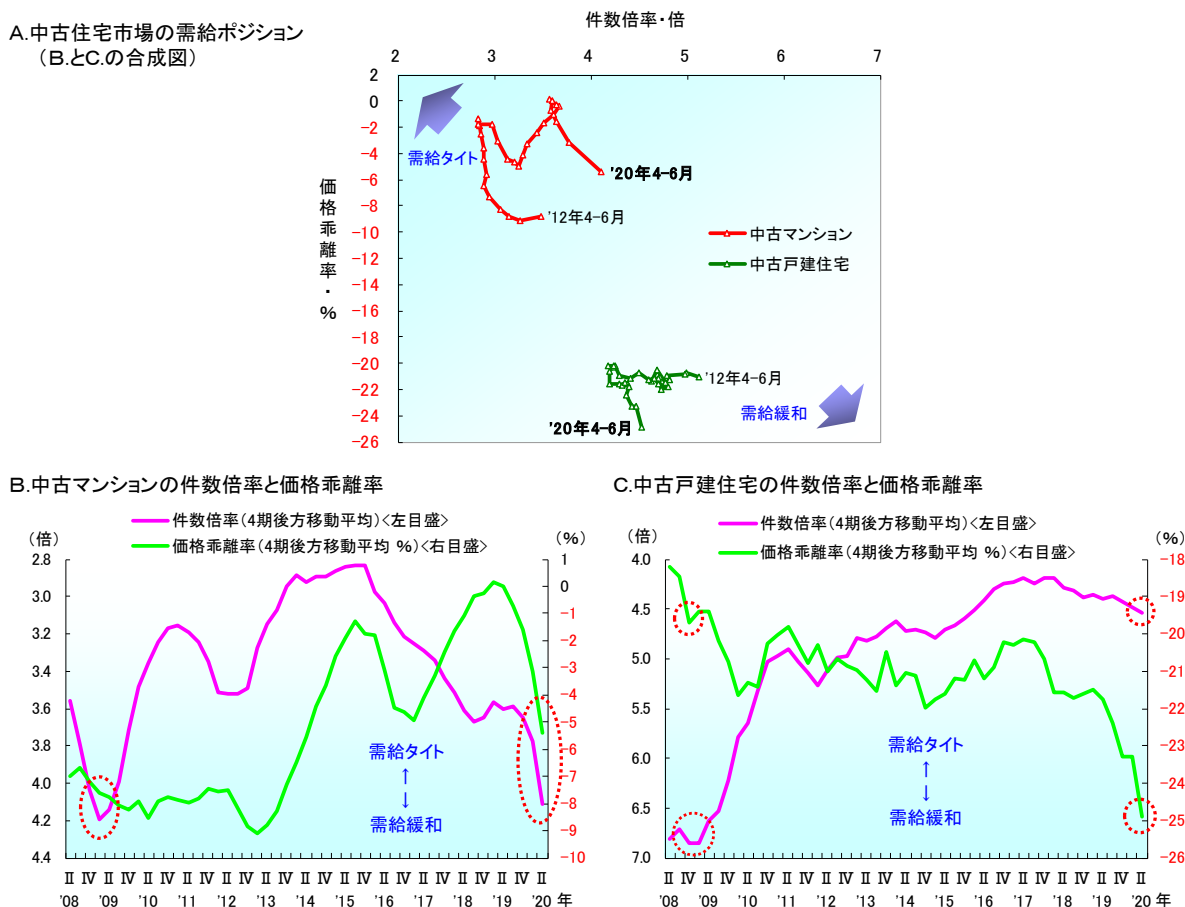 A.中古住宅市場の需給ポジション
(B.とC.の合成図)
件数倍率・倍
2 3 4 5 6 7
価格乖離率・%
2
0
-2
-4
-6
-8
-10
-12
-14
-16
-18
-20
-22
-24
-26
需給タイト
'20年4-6月
'12年4-6月
中古マンション
中古戸建住宅
'12年4-6月
需給緩和
'20年4-6月
B.中古マンションの件数倍率と価格乖離率
件数倍率(4期後方移動平均)<左目盛>
価格乖離率(4期後方移動平均 %)<右目盛>
(倍)
(%)
2.8
3.0
3.2
3.4
3.6
3.8
4.0
4.2
4.4
1
0
-1
-2
-3
-4
-5
-6
-7
-8
-9
-10
需給タイト
↑
↓
需給緩和
Ⅱ Ⅳ Ⅱ Ⅳ Ⅱ Ⅳ Ⅱ Ⅳ Ⅱ Ⅳ Ⅱ Ⅳ Ⅱ Ⅳ Ⅱ Ⅳ Ⅱ Ⅳ Ⅱ Ⅳ Ⅱ Ⅳ Ⅱ Ⅳ Ⅱ
'08 '09 '10 '11 '12 '13 '14 '15 '16 '17 '18 '19 '20 年
C.中古戸建住宅の件数倍率と価格乖離率
件数倍率(4期後方移動平均)<左目盛>
価格乖離率(4期後方移動平均 %)<右目盛>
(倍)
(%)
4.0
4.5
5.0
5.5
6.0
6.5
7.0
-18
-19
-20
-21
-22
-23
-24
-25
-26
需給タイト
↑
↓
需給緩和
Ⅱ Ⅳ Ⅱ Ⅳ Ⅱ Ⅳ Ⅱ Ⅳ Ⅱ Ⅳ Ⅱ Ⅳ Ⅱ Ⅳ Ⅱ Ⅳ Ⅱ Ⅳ Ⅱ Ⅳ Ⅱ Ⅳ Ⅱ Ⅳ Ⅱ
'08 '09 '10 '11 '12 '13 '14 '15 '16 '17 '18 '19 '20 年